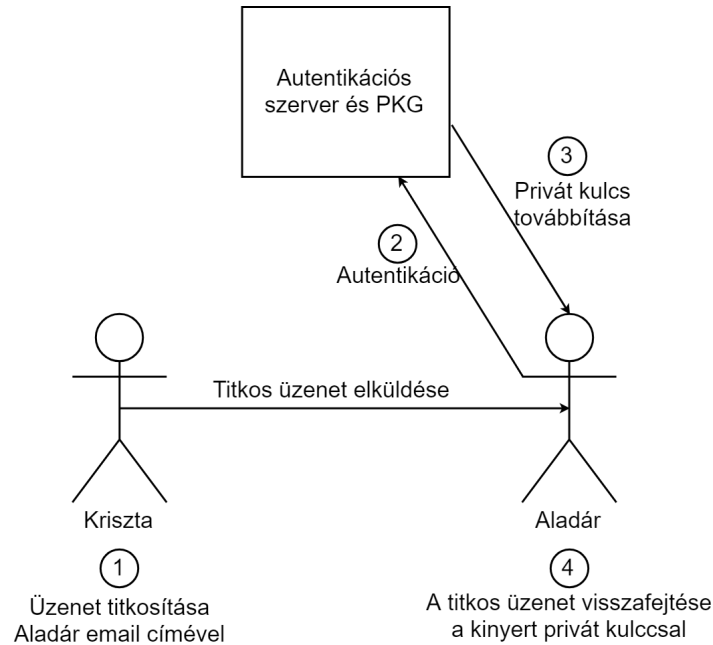 Autentikációs
szerver és PKG
3
Privát kulcs
továbbítása
2
Autentikáció
Titkos üzenet elküldése
Kriszta
Aladár
1
Üzenet titkosítása
Aladár email címével
4
A titkos üzenet visszafejtése
a kinyert privát kulccsal